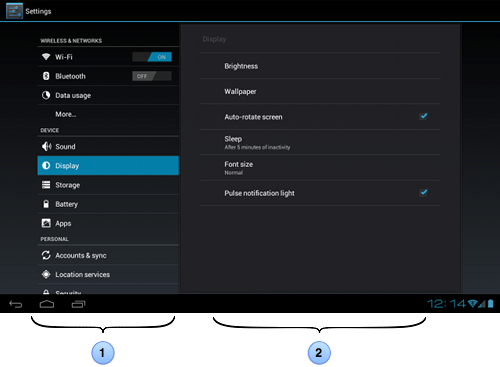 Settings
WIRELESS & NETWORKS
Wi-Fi ON
Bluetooth OFF
Data usage
More...
DEVICE
Sound
Display
Storage
Battery
Apps
PERSONAL
Accounts & sync
Location services
Security
Display
Brightness
Wallpaper
Auto-rotate screen
Sleep
After 5 minutes of inactivity
Font size
Normal
Pulse notification light
12:14
1
2